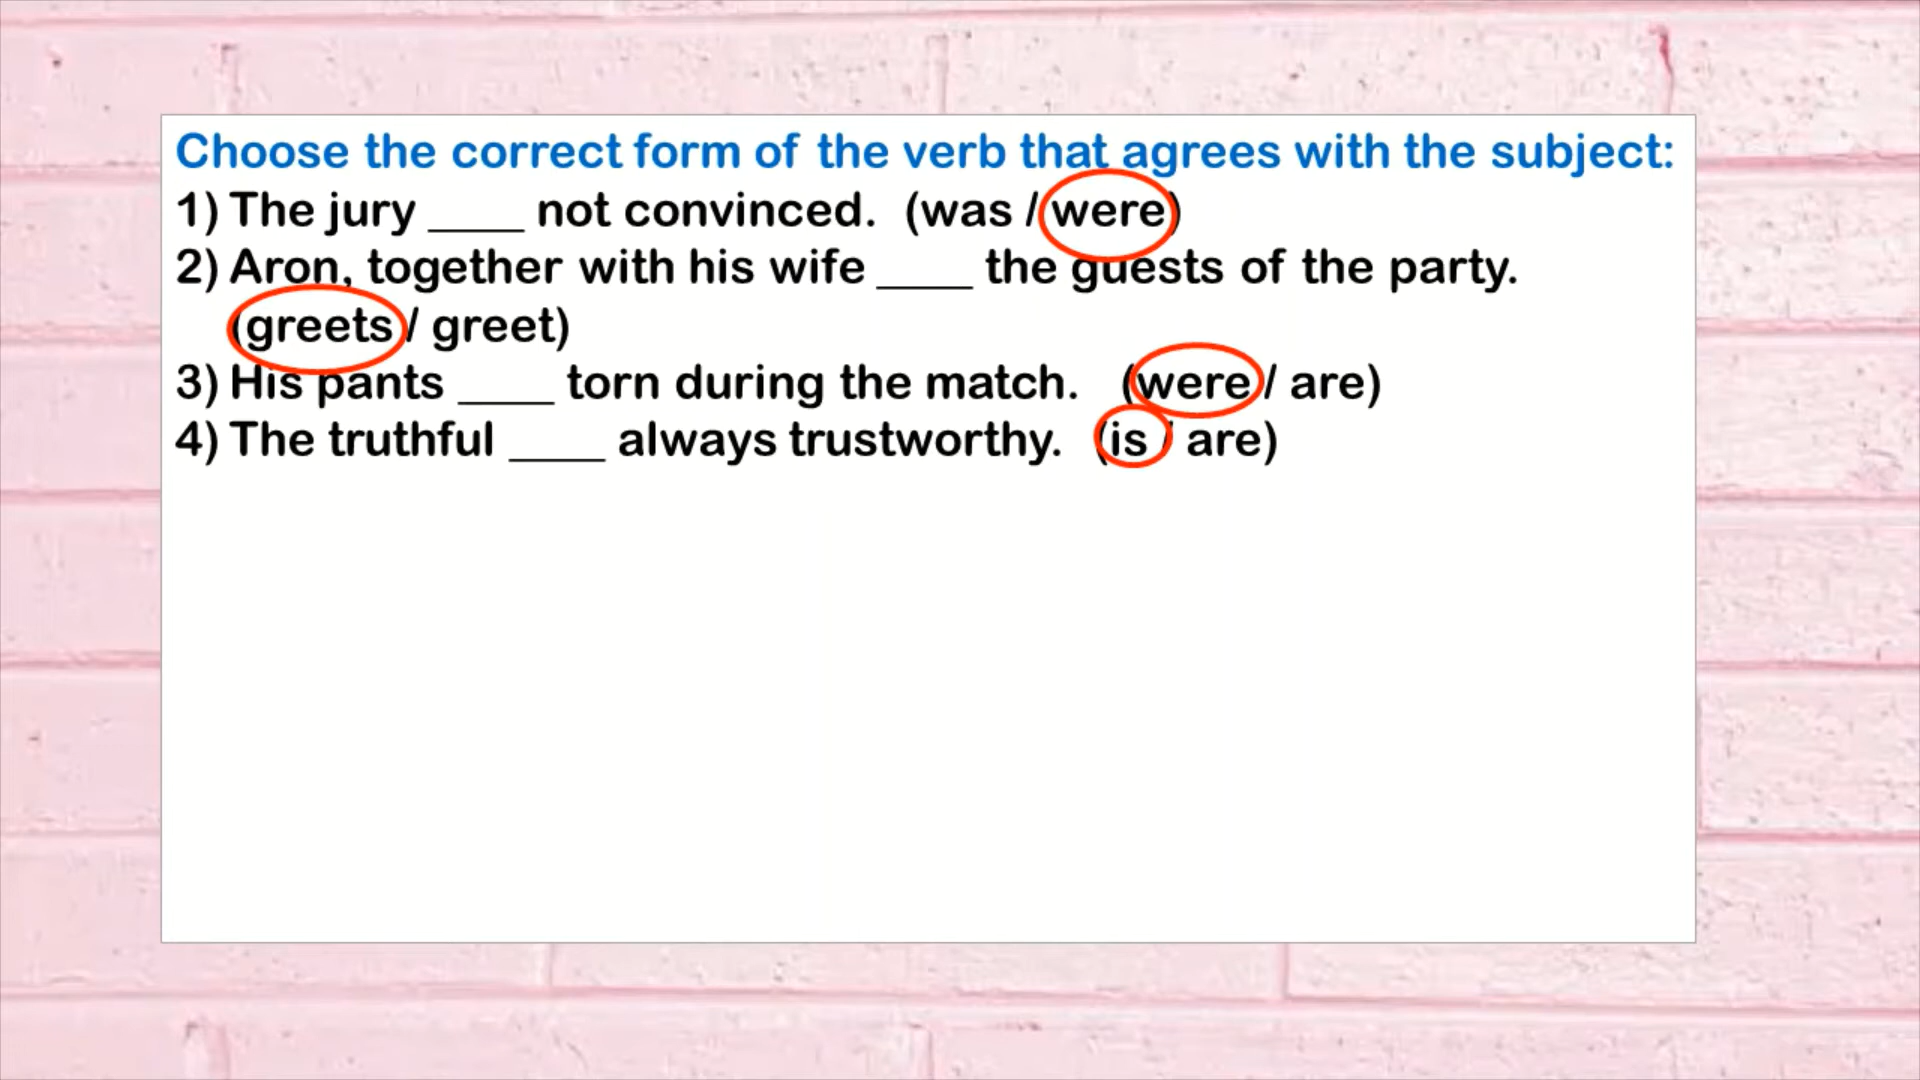 Choose the correct form of the verb that agrees with the subject:
1) The jury ____ not convinced. (was / were)
2) Aron, together with his wife ____ the guests of the party.
(greets / greet)
3) His pants ____ torn during the match. (were / are)
4) The truthful ____ always trustworthy. (is / are)